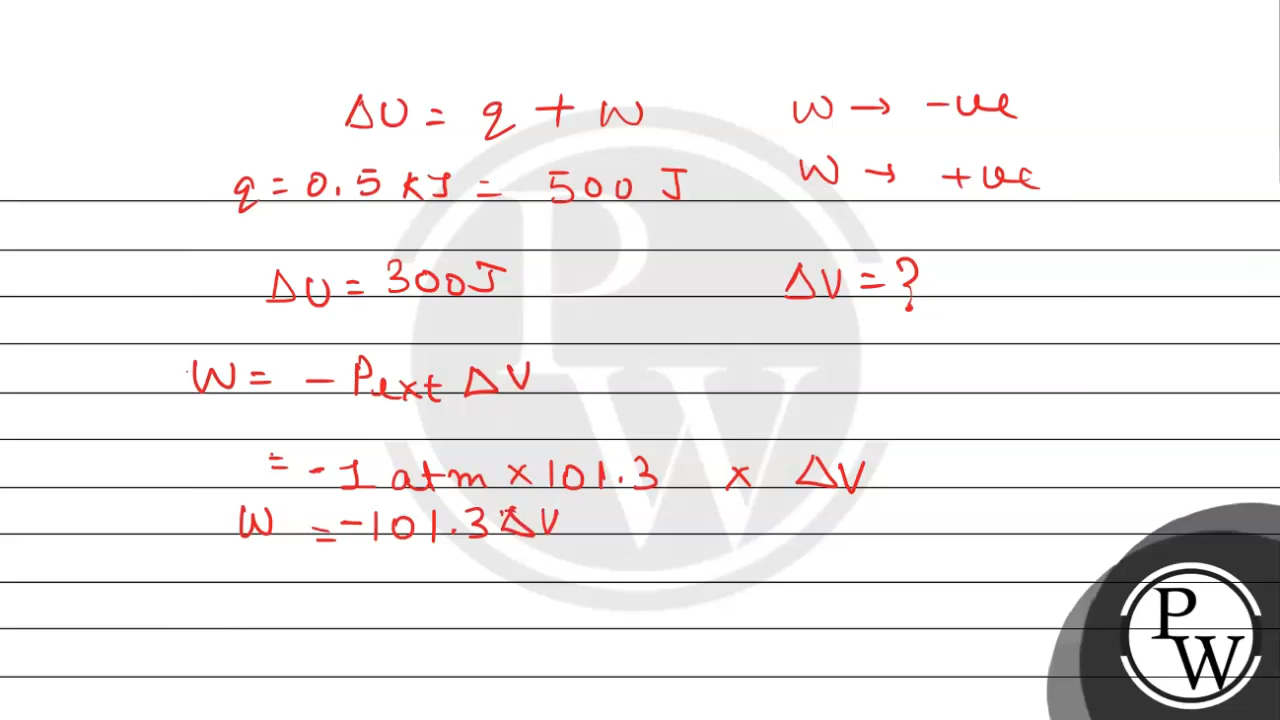 ΔU = q + W W → -ve
q = 0.5 KJ = 500 J W → +ve
ΔU = 300J ΔV = ?
W = - Pext ΔV
= - 1 atm × 101.3 × ΔV
W = -101.3 ΔV
P
W
PW